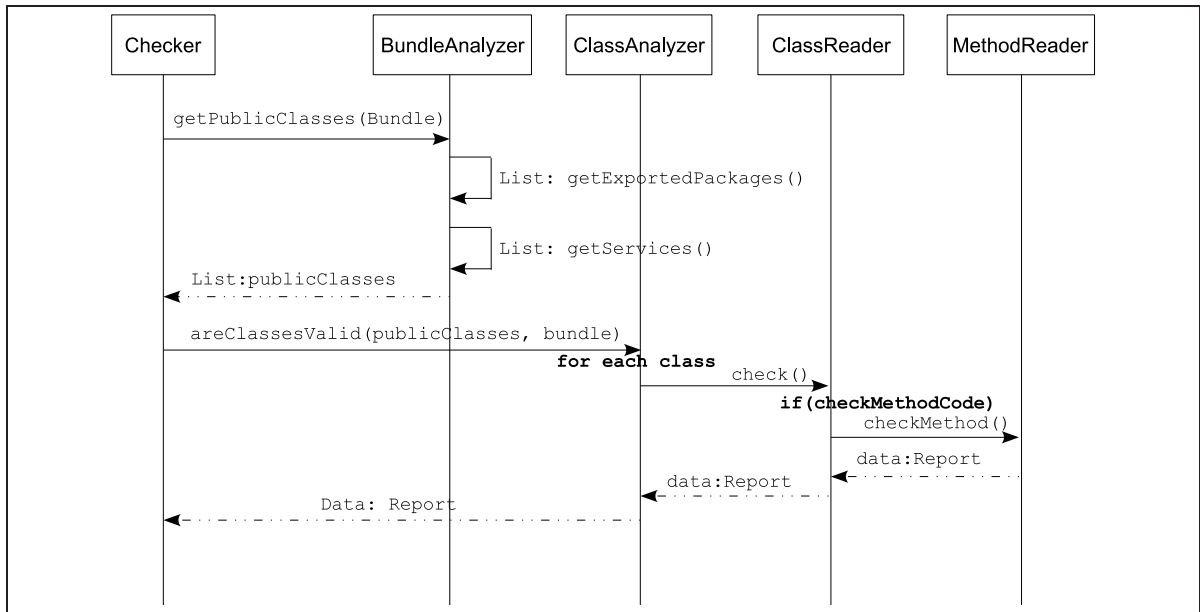 Checker
BundleAnalyzer
ClassAnalyzer
ClassReader
MethodReader
getPublicClasses(Bundle)
List: getExportedPackages()
List: getServices()
List:publicClasses
areClassesValid(publicClasses, bundle)
for each class
check()
if(checkMethodCode)
checkMethod()
data:Report
data:Report
Data: Report